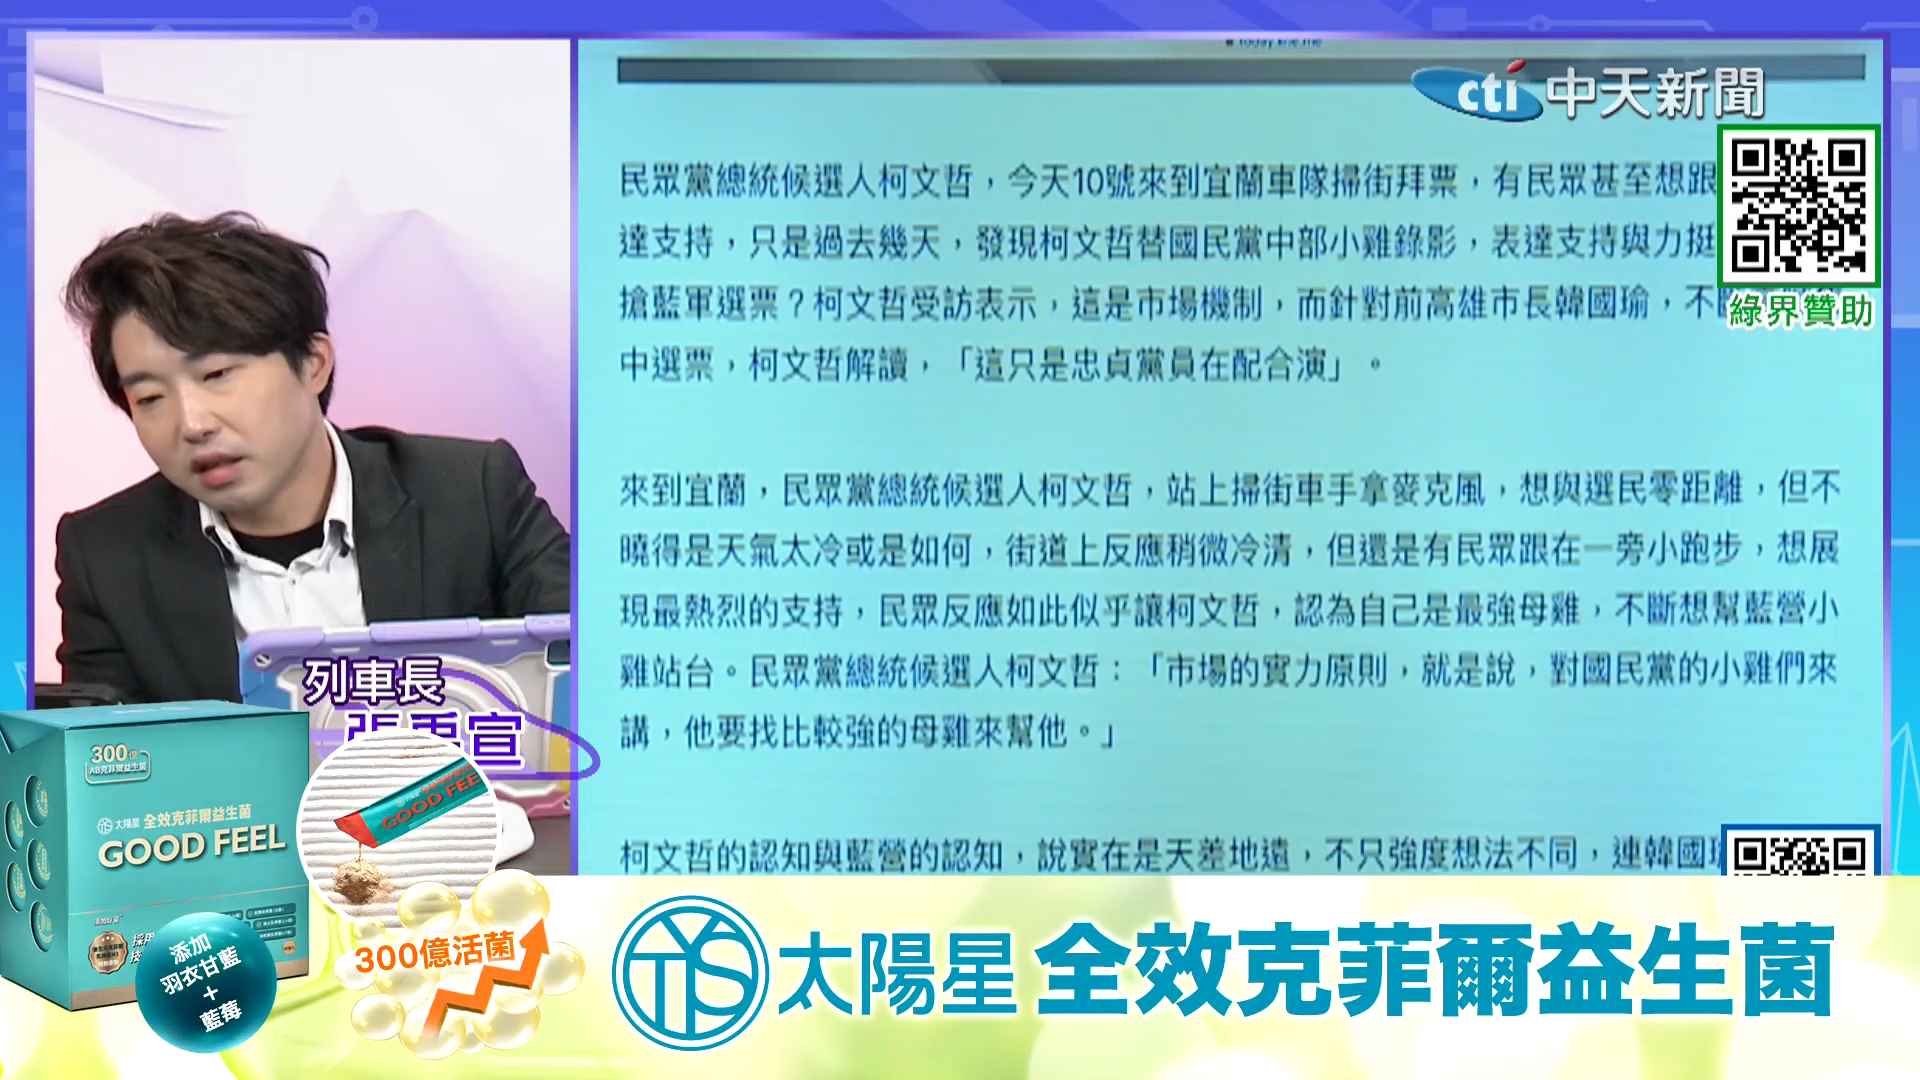 today.line.me
cti 中天新聞
民眾黨總統候選人柯文哲，今天10號來到宜蘭車隊掃街拜票，有民眾甚至想跟
達支持，只是過去幾天，發現柯文哲替國民黨中部小雞錄影，表達支持與力挺
搶藍軍選票？柯文哲受訪表示，這是市場機制，而針對前高雄市長韓國瑜，不
綠界贊助
中選票，柯文哲解讀，「這只是忠貞黨員在配合演」。
來到宜蘭，民眾黨總統候選人柯文哲，站上掃街車手拿麥克風，想與選民零距離，但不
曉得是天氣太冷或是如何，街道上反應稍微冷清，但還是有民眾跟在一旁小跑步，想展
現最熱烈的支持，民眾反應如此似乎讓柯文哲，認為自己是最強母雞，不斷想幫藍營小
雞站台。民眾黨總統候選人柯文哲：「市場的實力原則，就是說，對國民黨的小雞們來
講，他要找比較強的母雞來幫他。」
柯文哲的認知與藍營的認知，說實在是天差地遠，不只強度想法不同，連韓國
列車長
宣
300億
AB克菲爾益生菌
太陽星 全效克菲爾益生菌
GOOD FEEL
GOOD FEE
添加
羽衣甘藍
+
藍莓
300億活菌
太陽星 全效克菲爾益生菌